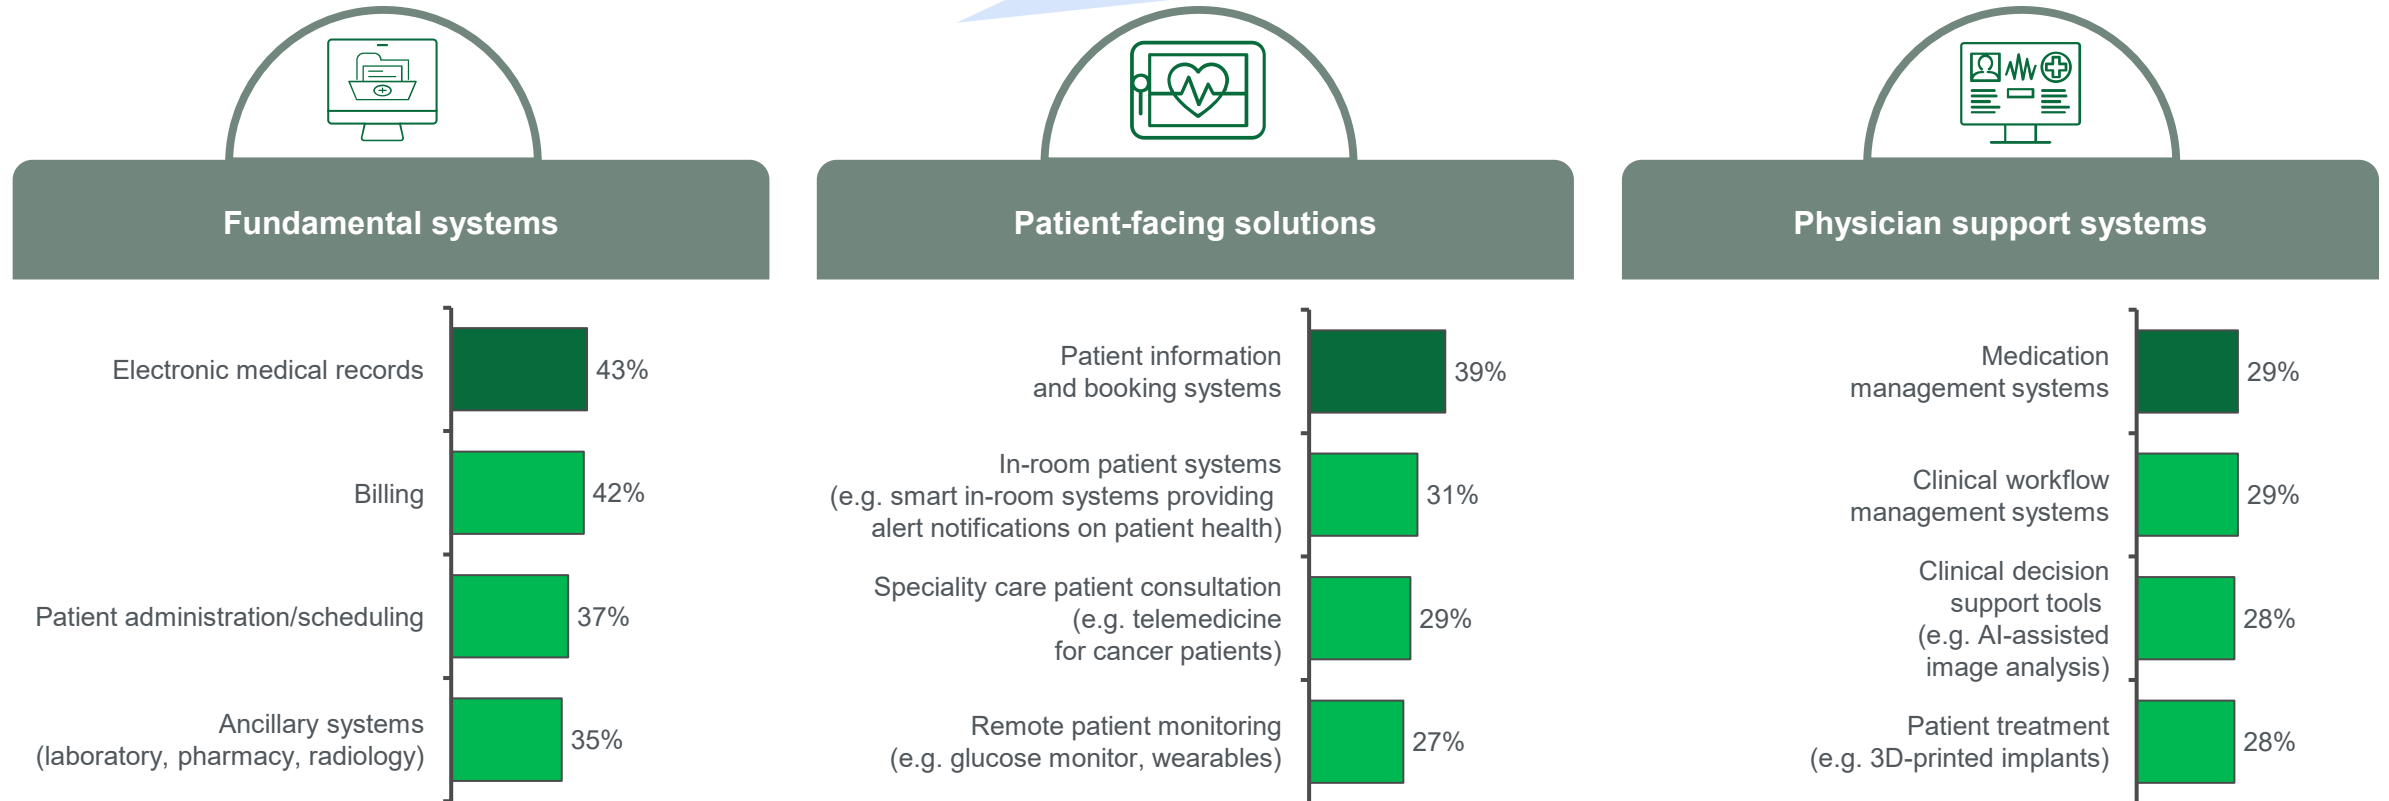 Fundamental systems
Electronic medical records
43%
Billing
42%
Patient administration/scheduling
37%
Ancillary systems
(laboratory, pharmacy, radiology)
35%
Patient-facing solutions
Patient information
and booking systems
39%
In-room patient systems
(e.g. smart in-room systems providing
alert notifications on patient health)
31%
Speciality care patient consultation
(e.g. telemedicine
for cancer patients)
29%
Remote patient monitoring
(e.g. glucose monitor, wearables)
27%
Physician support systems
Medication
management systems
29%
Clinical workflow
management systems
29%
Clinical decision
support tools
(e.g. AI-assisted
image analysis)
28%
Patient treatment
(e.g. 3D-printed implants)
28%